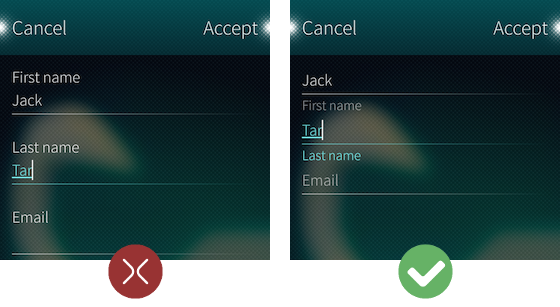 Cancel Accept
First name
Jack
Last name
Tar
Email
Cancel Accept
Jack
First name
Tar
Last name
Email